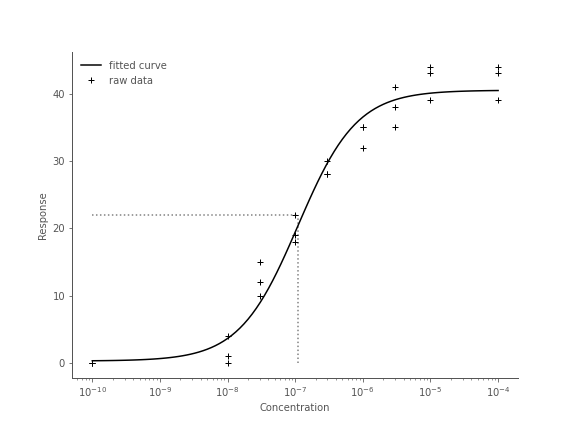 fitted curve
raw data
Response
40
30
20
10
0
10⁻¹⁰ 10⁻⁹ 10⁻⁸ 10⁻⁷ 10⁻⁶ 10⁻⁵ 10⁻⁴
Concentration